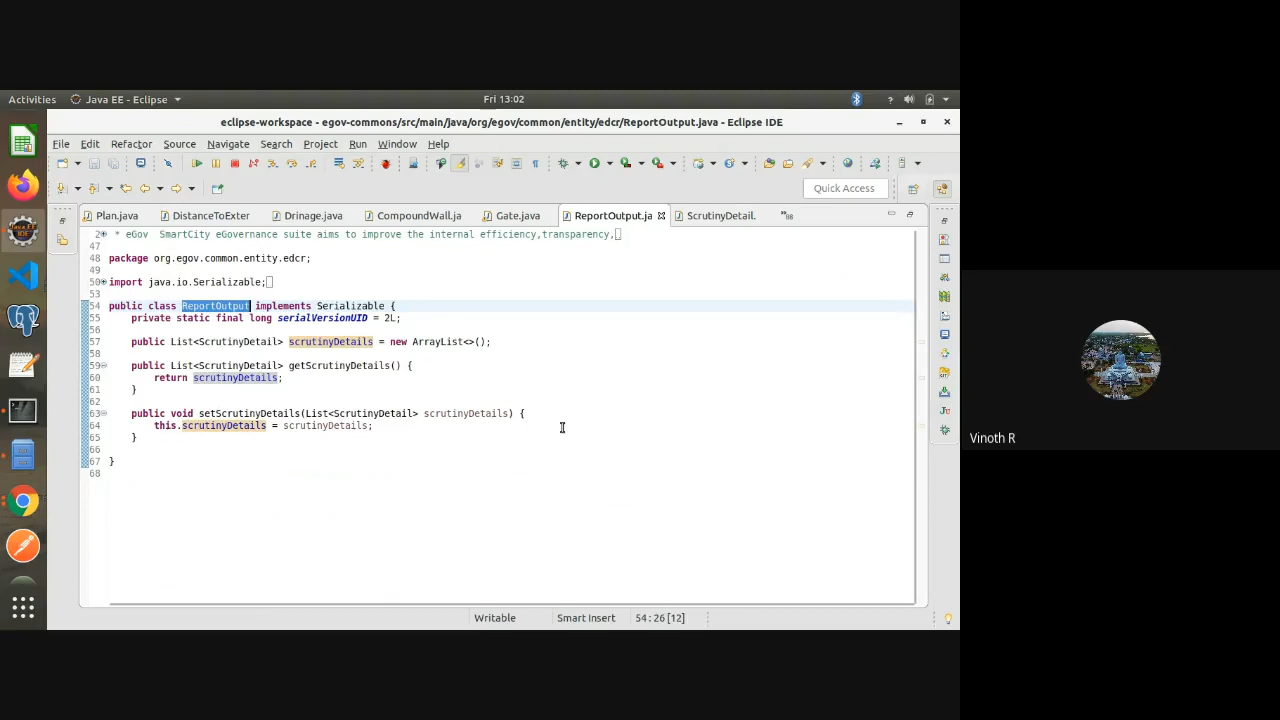 Activities
Java EE - Eclipse
Fri 13:02
?
eclipse-workspace - egov-commons/src/main/java/org/egov/common/entity/edcr/ReportOutput.java - Eclipse IDE
File Edit Refactor Source Navigate Search Project Run Window Help
Quick Access
Plan.java DistanceToExter Drinage.java CompoundWall.ja Gate.java ReportOutput.ja ScrutinyDetail.
2 * eGov SmartCity eGovernance suite aims to improve the internal efficiency,transparency,
47
48 package org.egov.common.entity.edcr;
49
50 import java.io.Serializable;
53
54 public class ReportOutput implements Serializable {
55 private static final long serialVersionUID = 2L;
56
57 public List<ScrutinyDetail> scrutinyDetails = new ArrayList<>();
58
59 public List<ScrutinyDetail> getScrutinyDetails() {
60 return scrutinyDetails;
61 }
62
63 public void setScrutinyDetails(List<ScrutinyDetail> scrutinyDetails) {
64 this.scrutinyDetails = scrutinyDetails;
65 }
66
67 }
68
Writable Smart Insert 54 : 26 [12]
Vinoth R